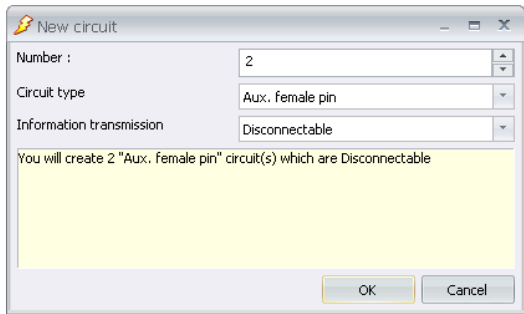 New circuit
Number : 2
Circuit type Aux. female pin
Information transmission Disconnectable
You will create 2 "Aux. female pin" circuit(s) which are Disconnectable
OK Cancel